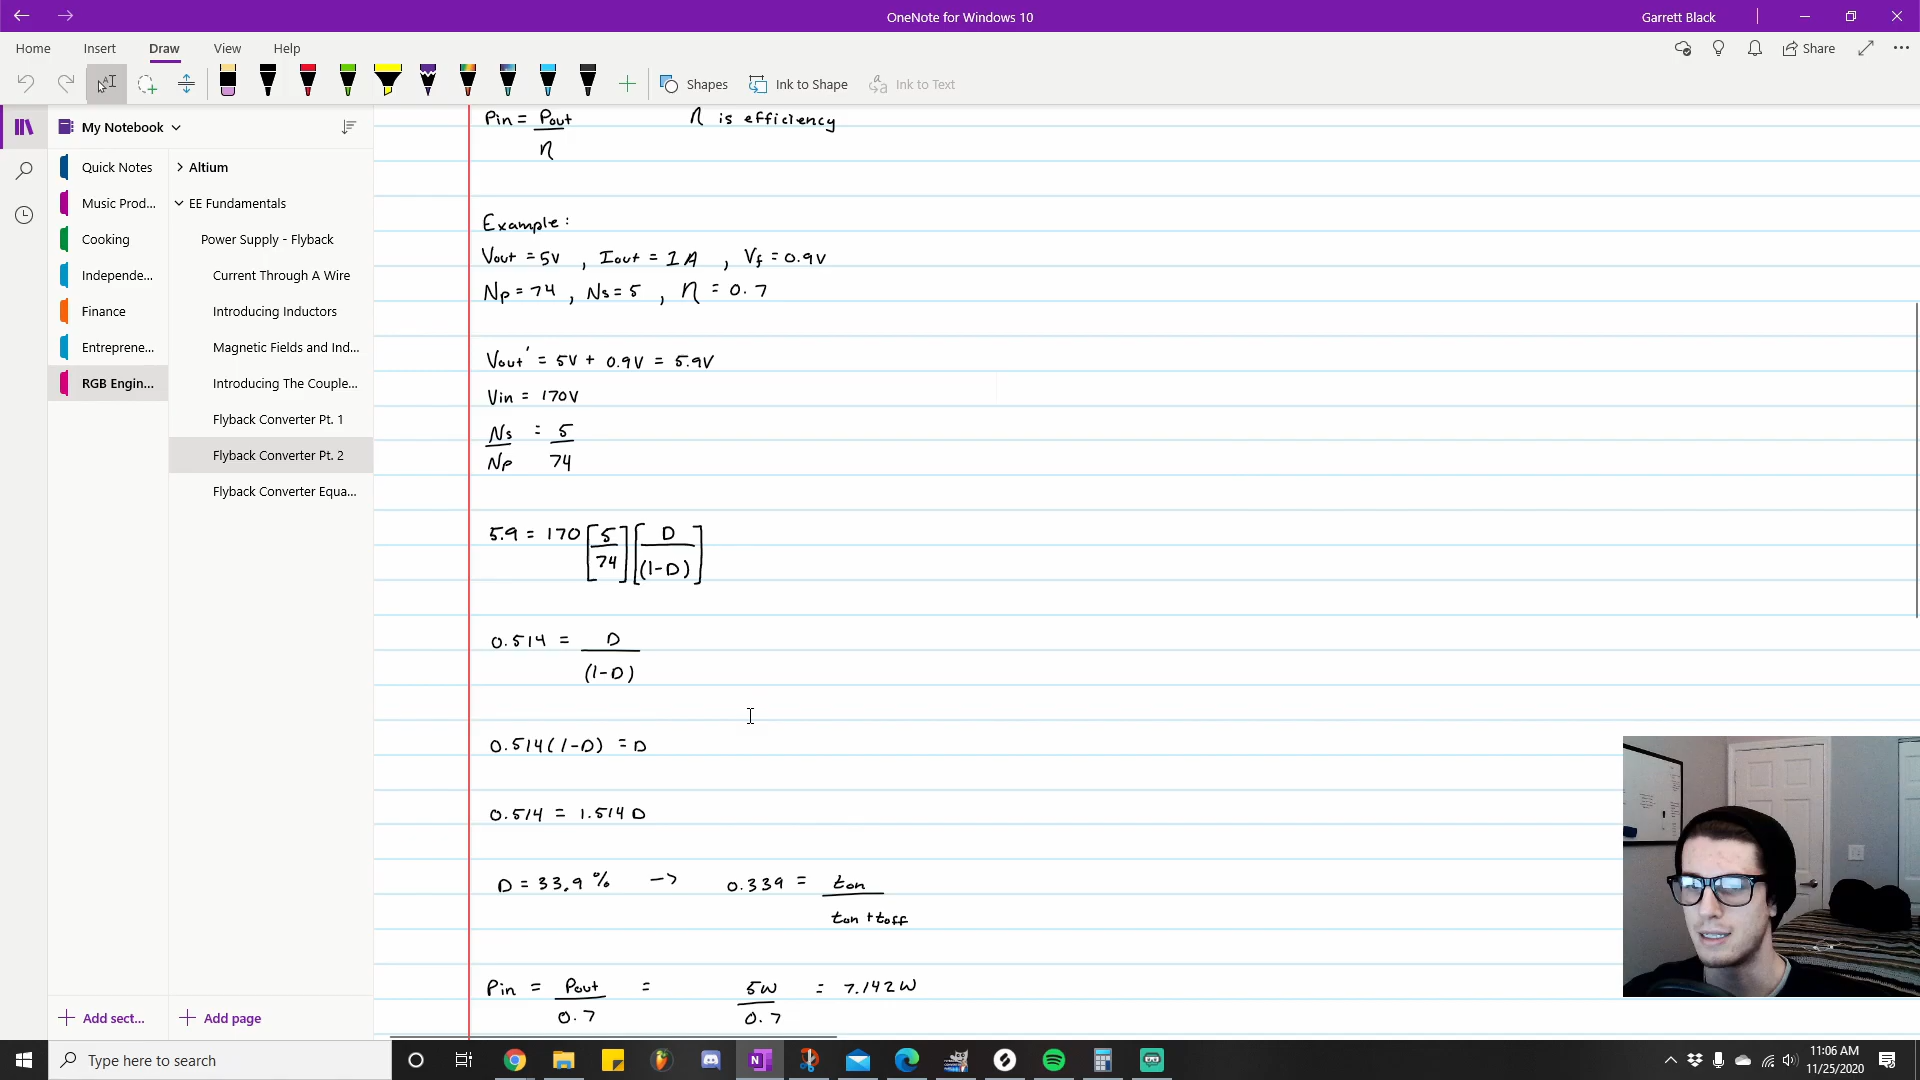 OneNote for Windows 10
Garrett Black
Home Insert Draw View Help
Share
Shapes Ink to Shape Ink to Text
My Notebook
Quick Notes
Music Prod...
Cooking
Independe...
Finance
Entreprene...
RGB Engin...
Altium
EE Fundamentals
Power Supply - Flyback
Current Through A Wire
Introducing Inductors
Magnetic Fields and Ind...
Introducing The Couple...
Flyback Converter Pt. 1
Flyback Converter Pt. 2
Flyback Converter Equa...
Add sect...
Add page
Pin = Pout η is efficiency
η
Example:
Vout = 5V , Iout = 1A , Vf = 0.9V
Np = 74 , Ns = 5 , η = 0.7
Vout' = 5V + 0.9V = 5.9V
Vin = 170V
Ns = 5
Np 74
5.9 = 170 [5 [D
74] (1-D)]
0.514 = D
(1-D)
0.514(1-D) = D
0.514 = 1.514 D
D = 33.9% -> 0.339 = ton
ton + toff
Pin = Pout = 5W = 7.142W
0.7 0.7
Type here to search
11:06 AM
11/25/2020